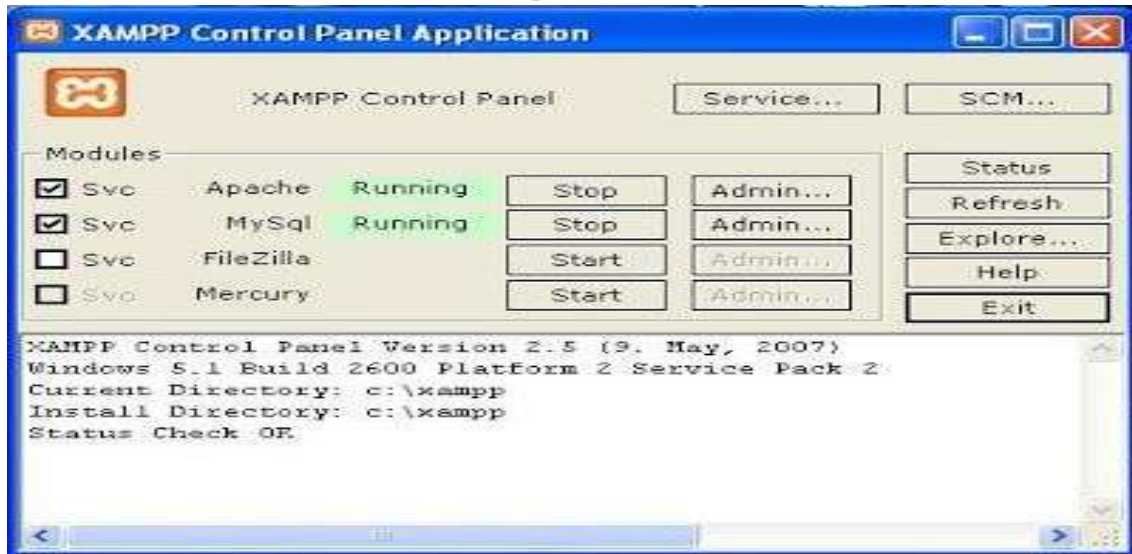 XAMPP Control Panel Application
XAMPP Control Panel Service... SCM...
Modules
Svc Apache Running Stop Admin...
Svc MySql Running Stop Admin...
Svc FileZilla Start Admin...
Svc Mercury Start Admin...
Status
Refresh
Explore...
Help
Exit
XAMPP Control Panel Version 2.5 (9. May, 2007)
Windows 5.1 Build 2600 Platform 2 Service Pack 2
Current Directory: c:\xampp
Install Directory: c:\xampp
Status Check OK